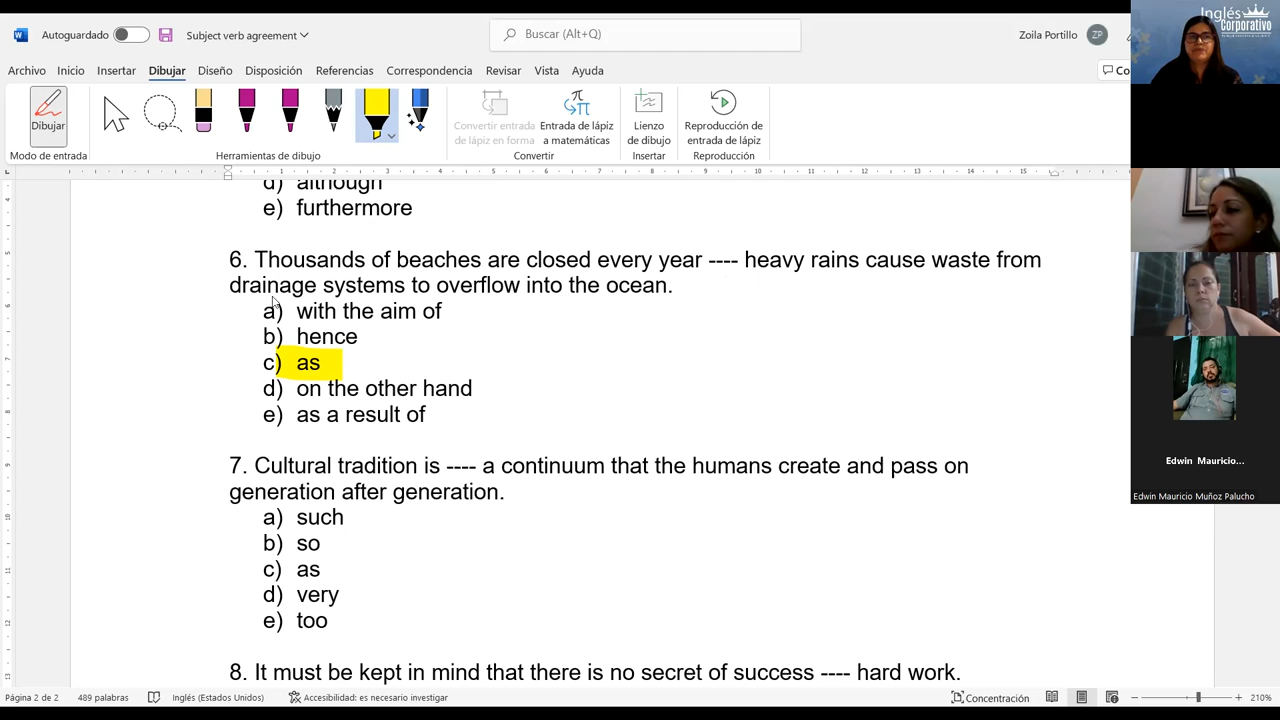 Autoguardado
Subject verb agreement
Buscar (Alt+Q)
Zoila Portillo
ZP
Inglés
Corporativo
Archivo Inicio Insertar Dibujar Diseño Disposición Referencias Correspondencia Revisar Vista Ayuda
Co
Dibujar
Convertir entrada de lápiz en forma
Entrada de lápiz a matemáticas
Lienzo de dibujo
Reproducción de entrada de lápiz
Modo de entrada
Herramientas de dibujo
Convertir
Insertar
Reproducción
d) although
e) furthermore
6. Thousands of beaches are closed every year ---- heavy rains cause waste from
drainage systems to overflow into the ocean.
a) with the aim of
b) hence
c) as
d) on the other hand
e) as a result of
7. Cultural tradition is ---- a continuum that the humans create and pass on
generation after generation.
a) such
b) so
c) as
d) very
e) too
8. It must be kept in mind that there is no secret of success ---- hard work.
Edwin Mauricio...
Edwin Mauricio Muñoz Palucho
Página 2 de 2 489 palabras Inglés (Estados Unidos) Accesibilidad: es necesario investigar Concentración 210%